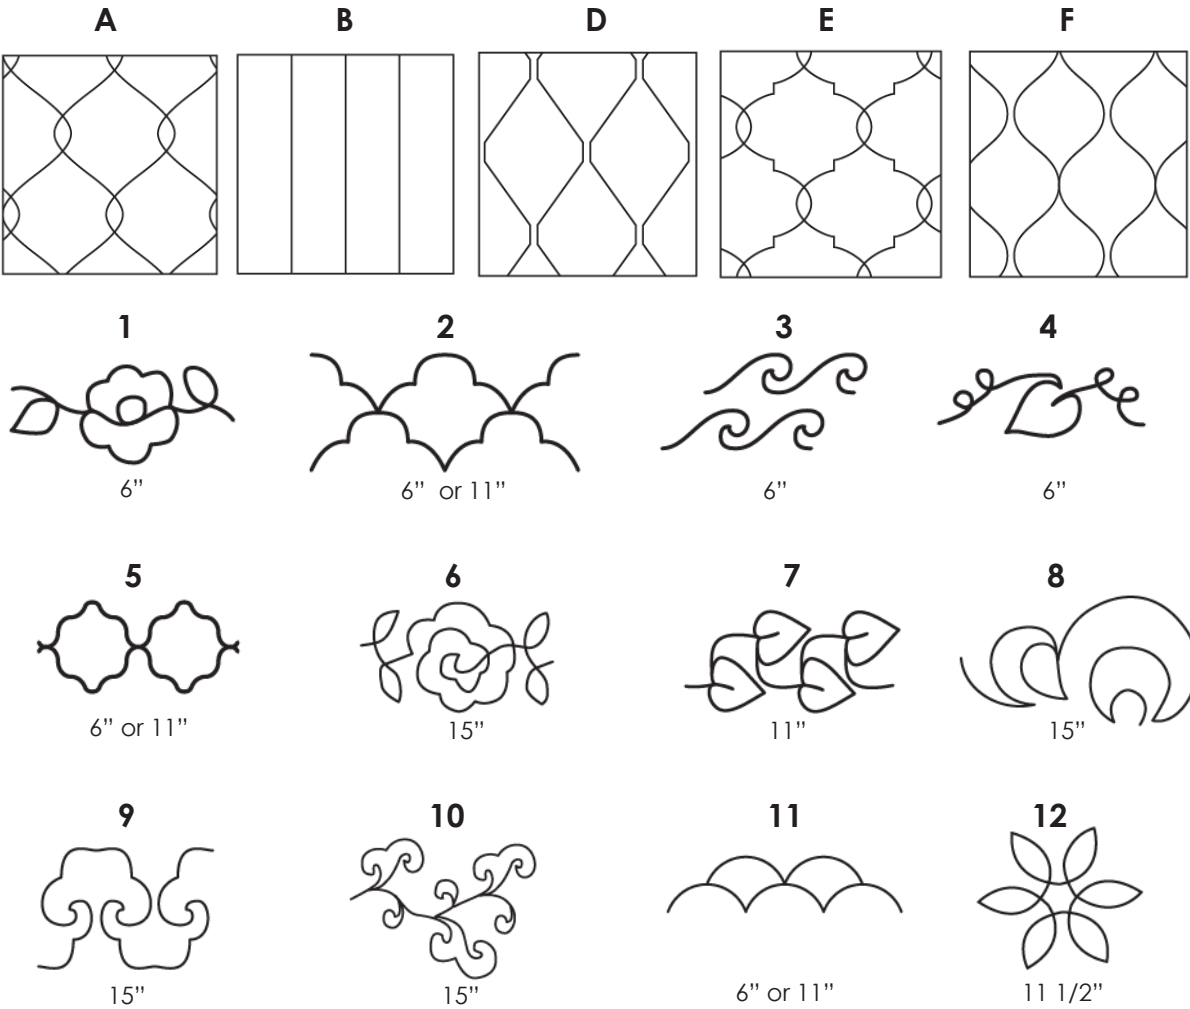 A B D E F
1 2 3 4
6” 6” or 11” 6” 6”
5 6 7 8
6” or 11” 15” 11” 15”
9 10 11 12
15” 15” 6” or 11” 11 1/2”